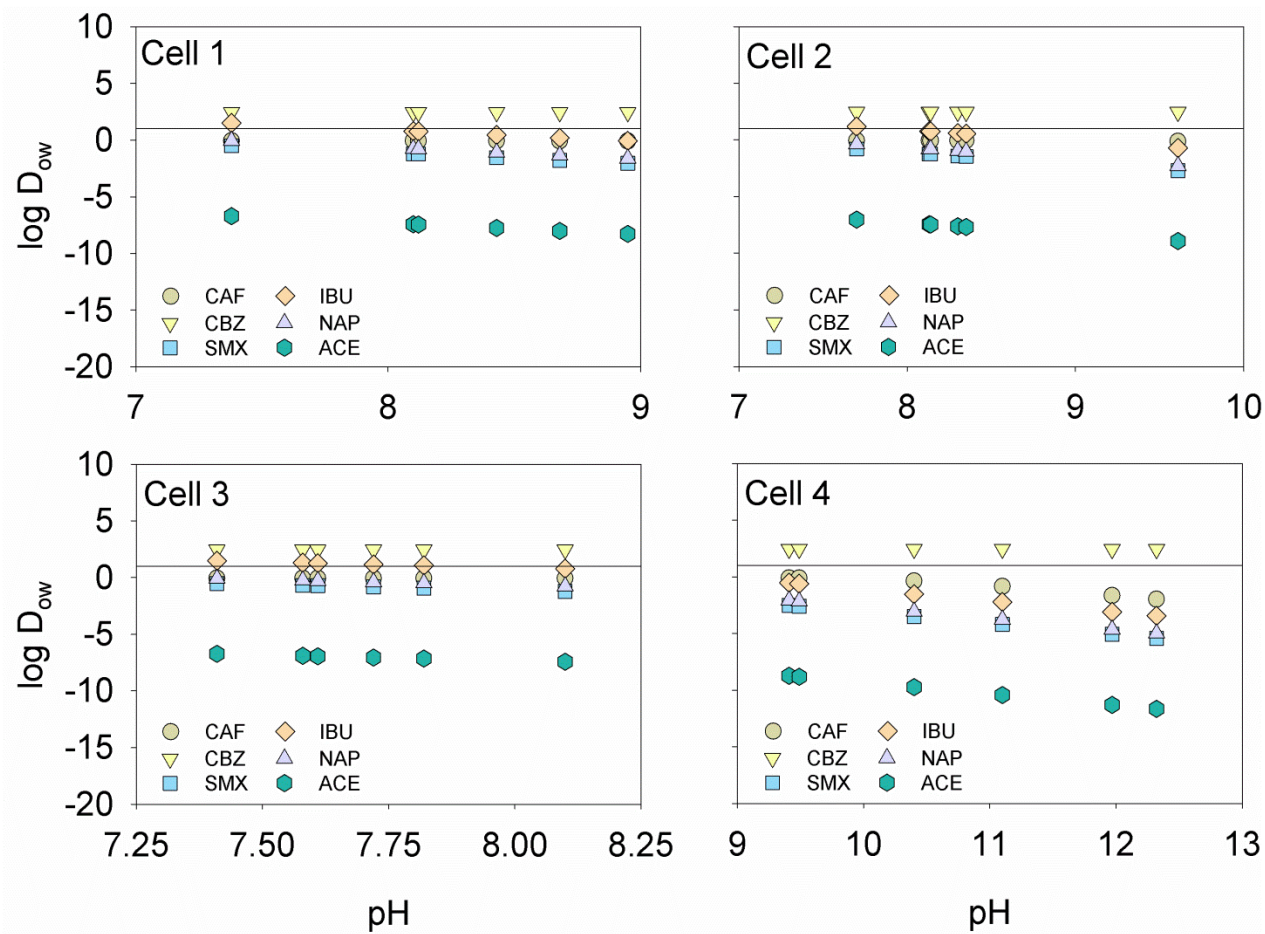 Cell 1
10
5
0
-5
-10
-15
-20
log Dow
CAF IBU
CBZ NAP
SMX ACE
7 8 9
Cell 2
CAF IBU
CBZ NAP
SMX ACE
7 8 9 10
Cell 3
10
5
0
-5
-10
-15
-20
log Dow
CAF IBU
CBZ NAP
SMX ACE
7.25 7.50 7.75 8.00 8.25
pH
Cell 4
CAF IBU
CBZ NAP
SMX ACE
9 10 11 12 13
pH